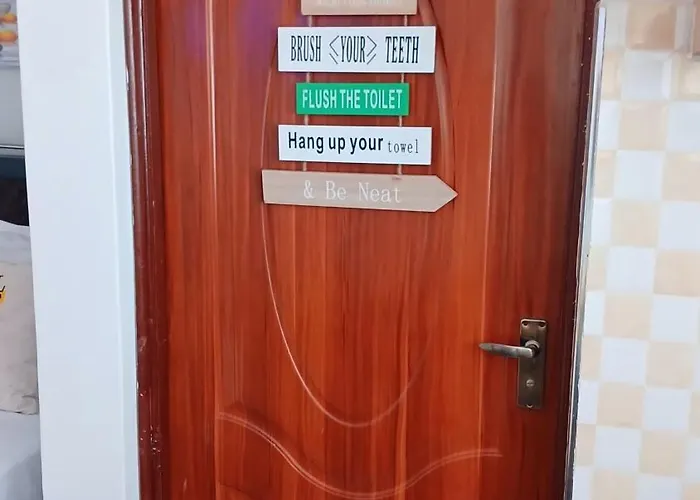 BRUSH YOUR TEETH
FLUSH THE TOILET
Hang up your towel
& Be Neat